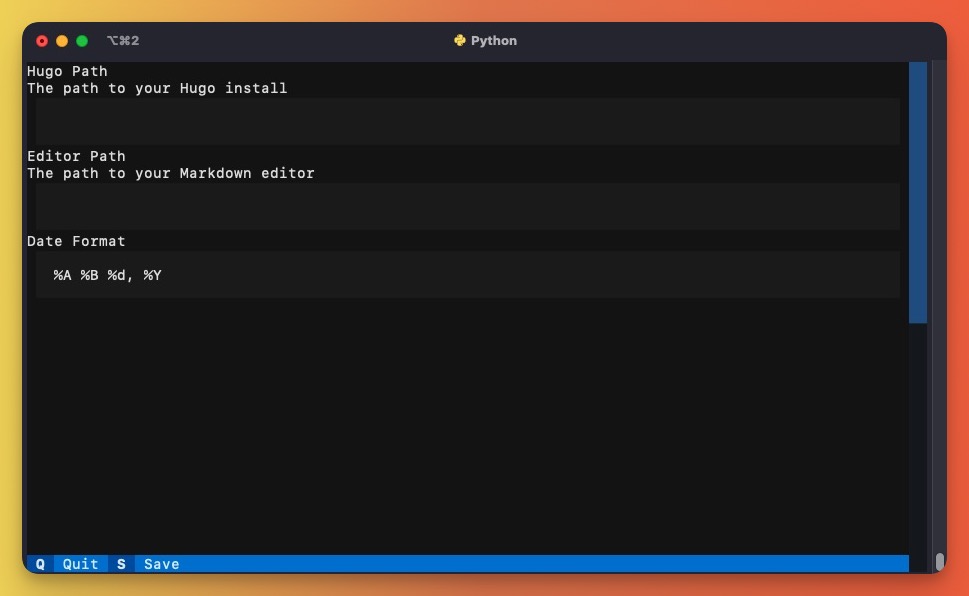 ⌥⌘2
Python
Hugo Path
The path to your Hugo install
Editor Path
The path to your Markdown editor
Date Format
%A %B %d, %Y
Q Quit S Save